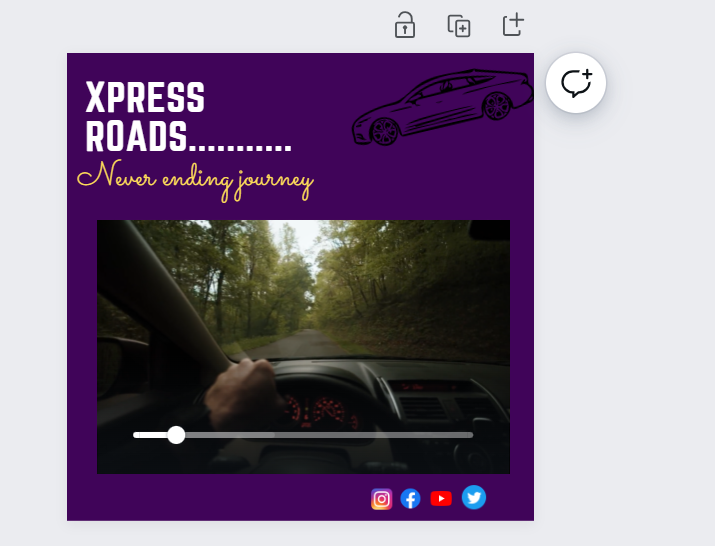 XPRESS
ROADS...........
Never ending journey